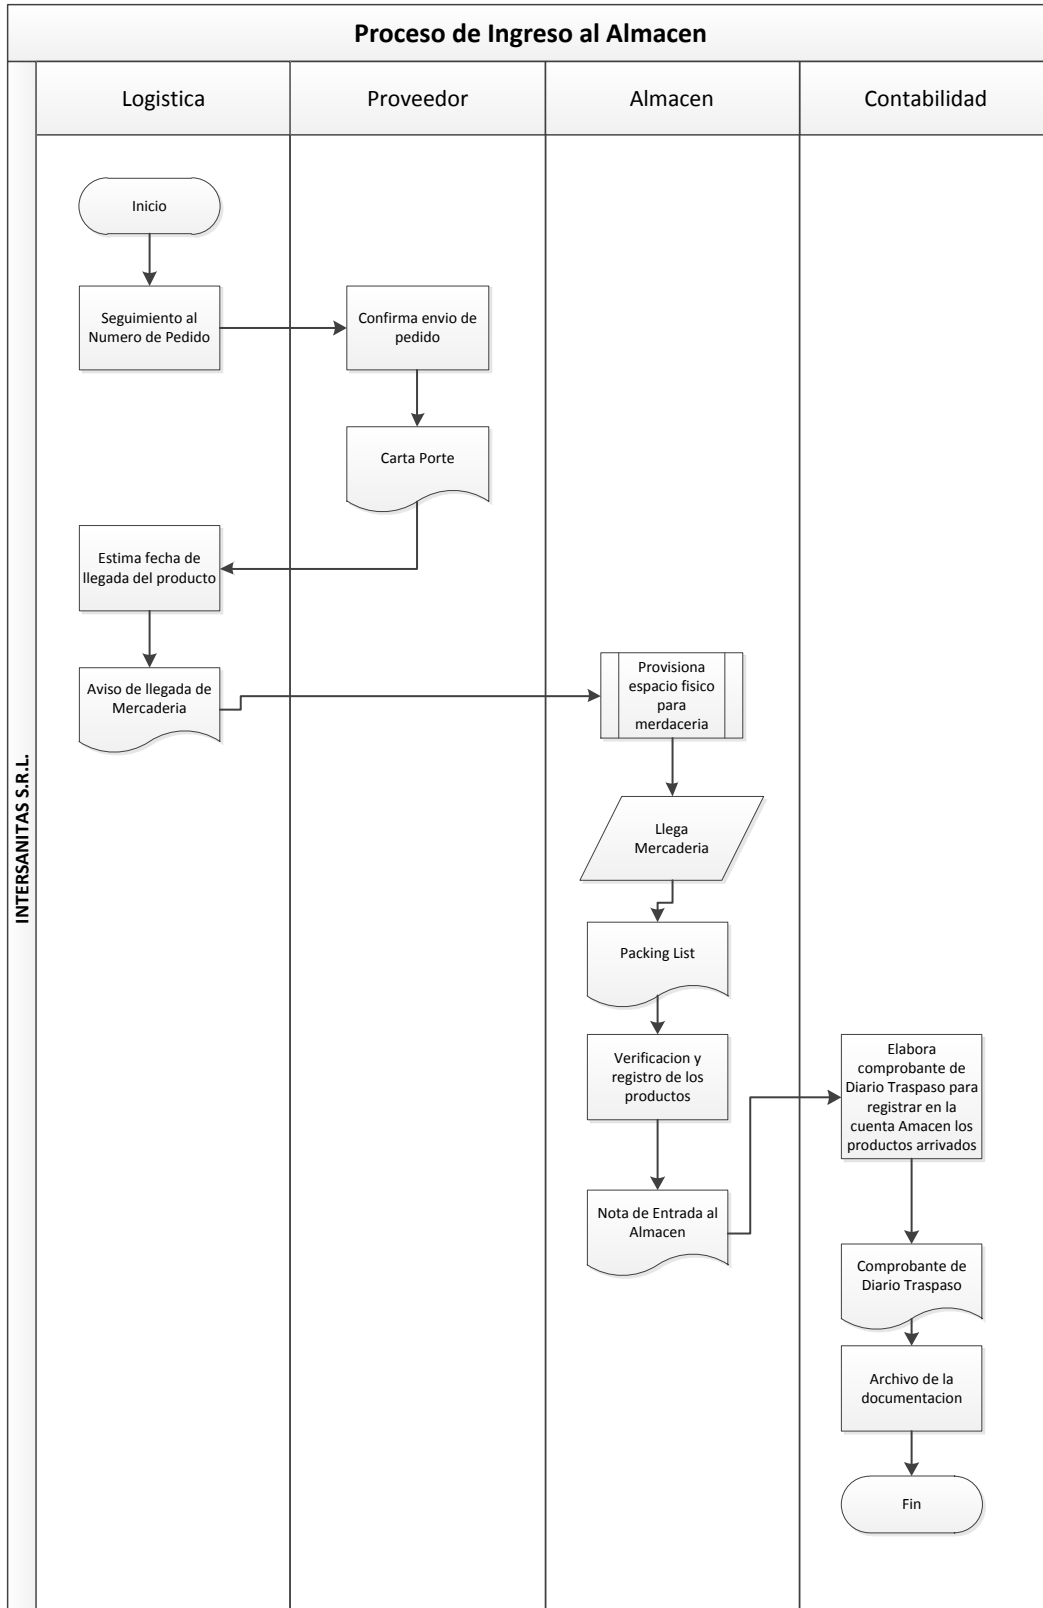 Proceso de Ingreso al Almacen
INTERSANITAS S.R.L.
Logistica
Proveedor
Almacen
Contabilidad
Inicio
Seguimiento al
Numero de Pedido
Confirma envio de
pedido
Carta Porte
Estima fecha de
llegada del producto
Aviso de llegada de
Mercaderia
Provisiona
espacio fisico
para
merdaceria
Llega
Mercaderia
Packing List
Verificacion y
registro de los
productos
Nota de Entrada al
Almacen
Elabora
comprobante de
Diario Traspaso para
registrar en la
cuenta Amacen los
productos arrivados
Comprobante de
Diario Traspaso
Archivo de la
documentacion
Fin